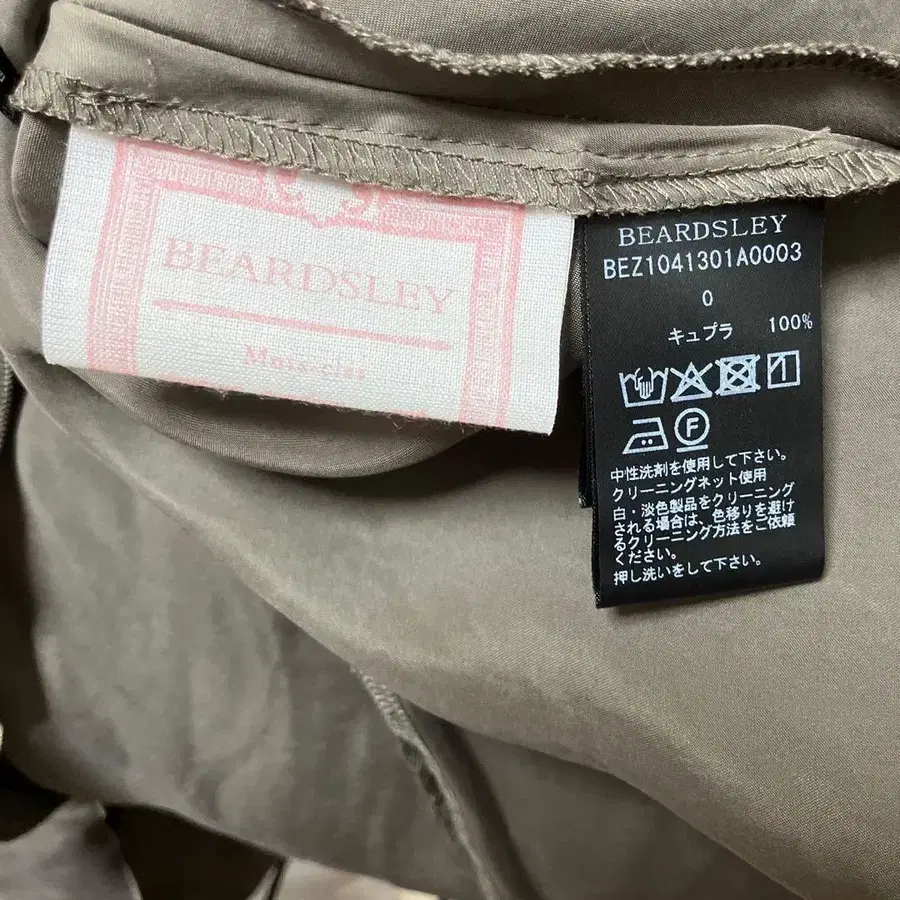 BEARDSLEY
BEARDSLEY
BEZ1041301A0003
0
キュプラ 100%
F
中性洗剤を使用して下さい。
クリーニングネット使用
白・淡色製品をクリーニング
される場合は、色移りを避け
るクリーニング方法をご依頼
ください。
押し洗いをして下さい。